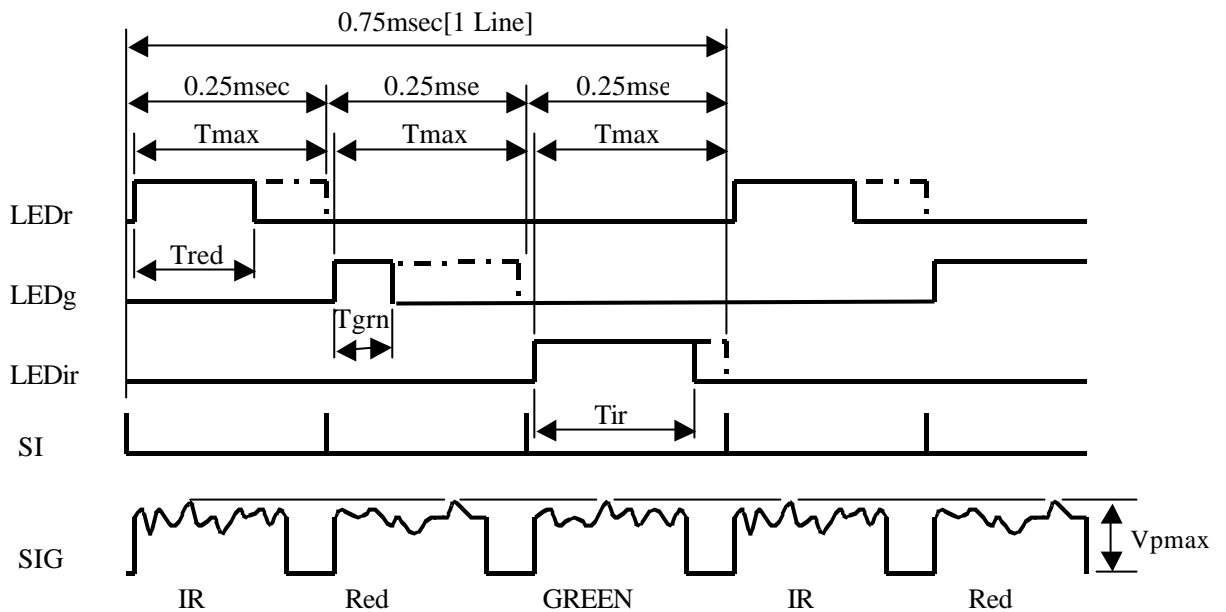 0.75msec[1 Line]
0.25msec 0.25mse 0.25mse
Tmax Tmax Tmax
LEDr
Tred
LEDg
Tgrn
LEDir
Tir
SI
SIG
Vpmax
IR Red GREEN IR Red